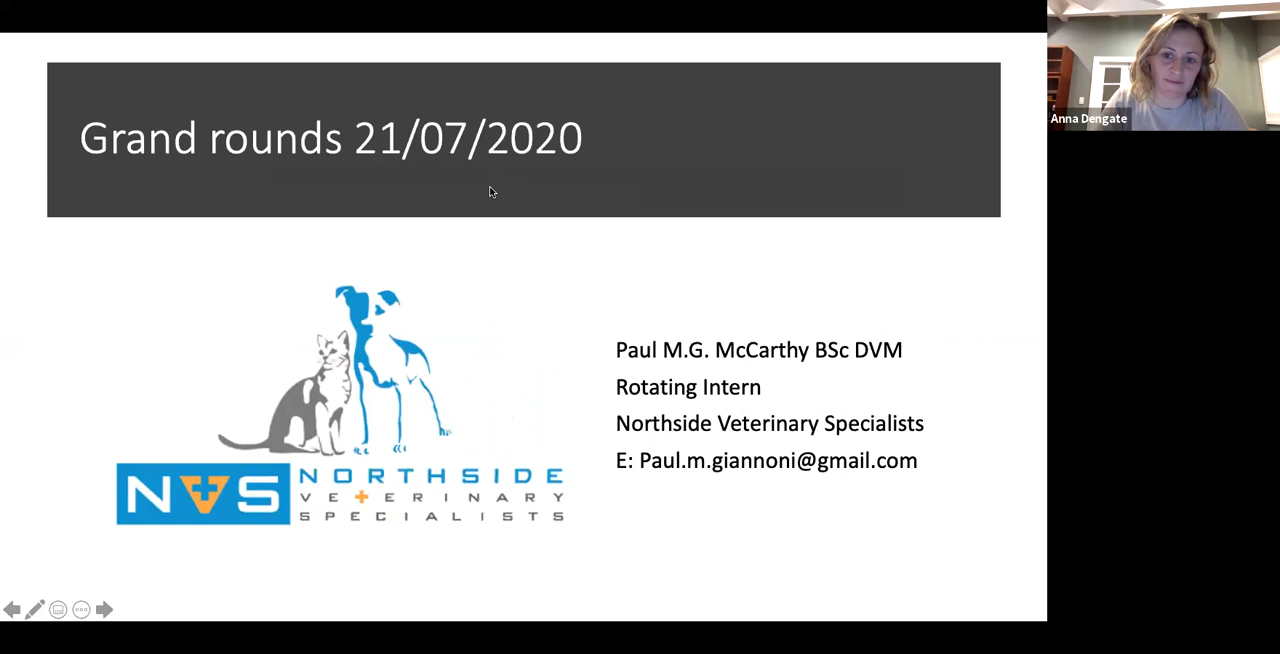 Grand rounds 21/07/2020
Anna Dengate
Paul M.G. McCarthy BSc DVM
Rotating Intern
Northside Veterinary Specialists
E: Paul.m.giannoni@gmail.com
NVS
NORTHSIDE
VETERINARY
SPECIALISTS